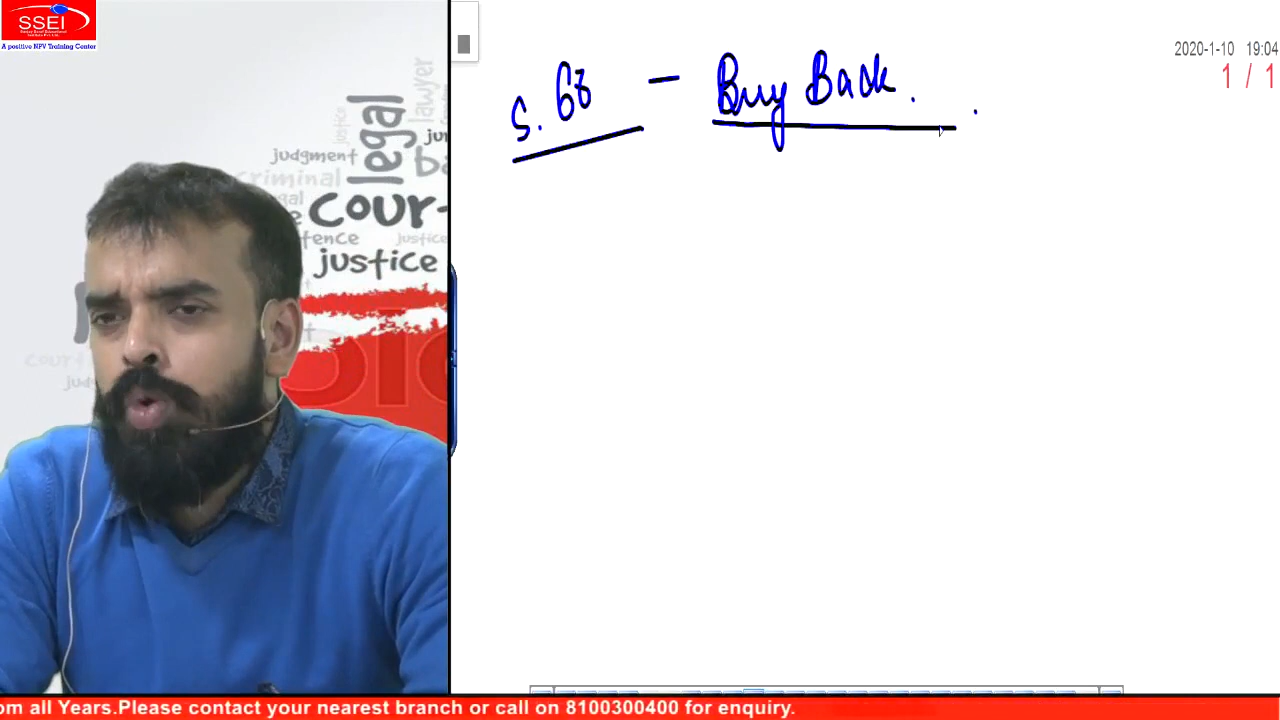 SSEI
A positive NPV Training Center
legal
lawyer
justice
judgment
criminal
cour
justice
justice
2020-1-10 19:04
1 / 1
S. 68 — Buy Back.
om all Years.Please contact your nearest branch or call on 8100300400 for enquiry.